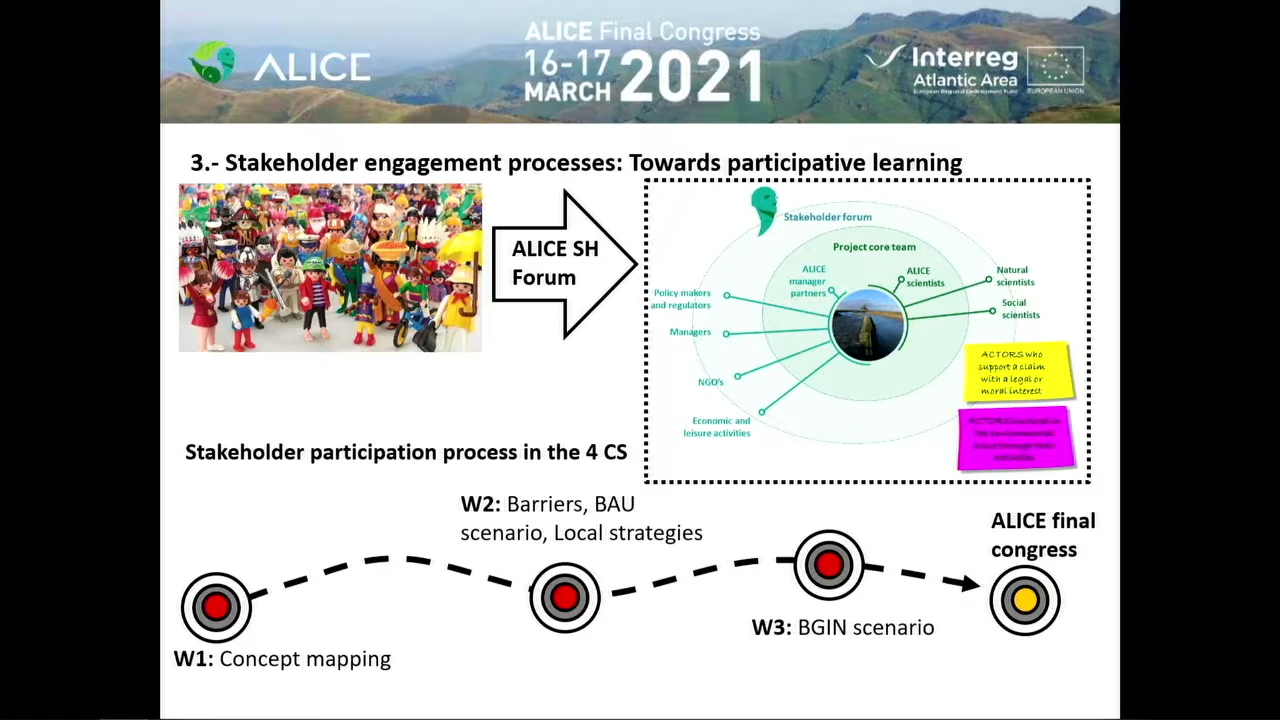 ALICE
ALICE Final Congress
16-17
MARCH 2021
Interreg
Atlantic Area
European Regional Development Fund
EUROPEAN UNION
3.- Stakeholder engagement processes: Towards participative learning
ALICE SH
Forum
Stakeholder forum
Project core team
ALICE
manager
partners
ALICE
scientists
Natural
scientists
Social
scientists
Policy makers
and regulators
Managers
NGO's
Economic and
leisure activities
ACTORS who
support a claim
with a legal or
moral interest
Stakeholder participation process in the 4 CS
W2: Barriers, BAU
scenario, Local strategies
ALICE final
congress
W3: BGIN scenario
W1: Concept mapping